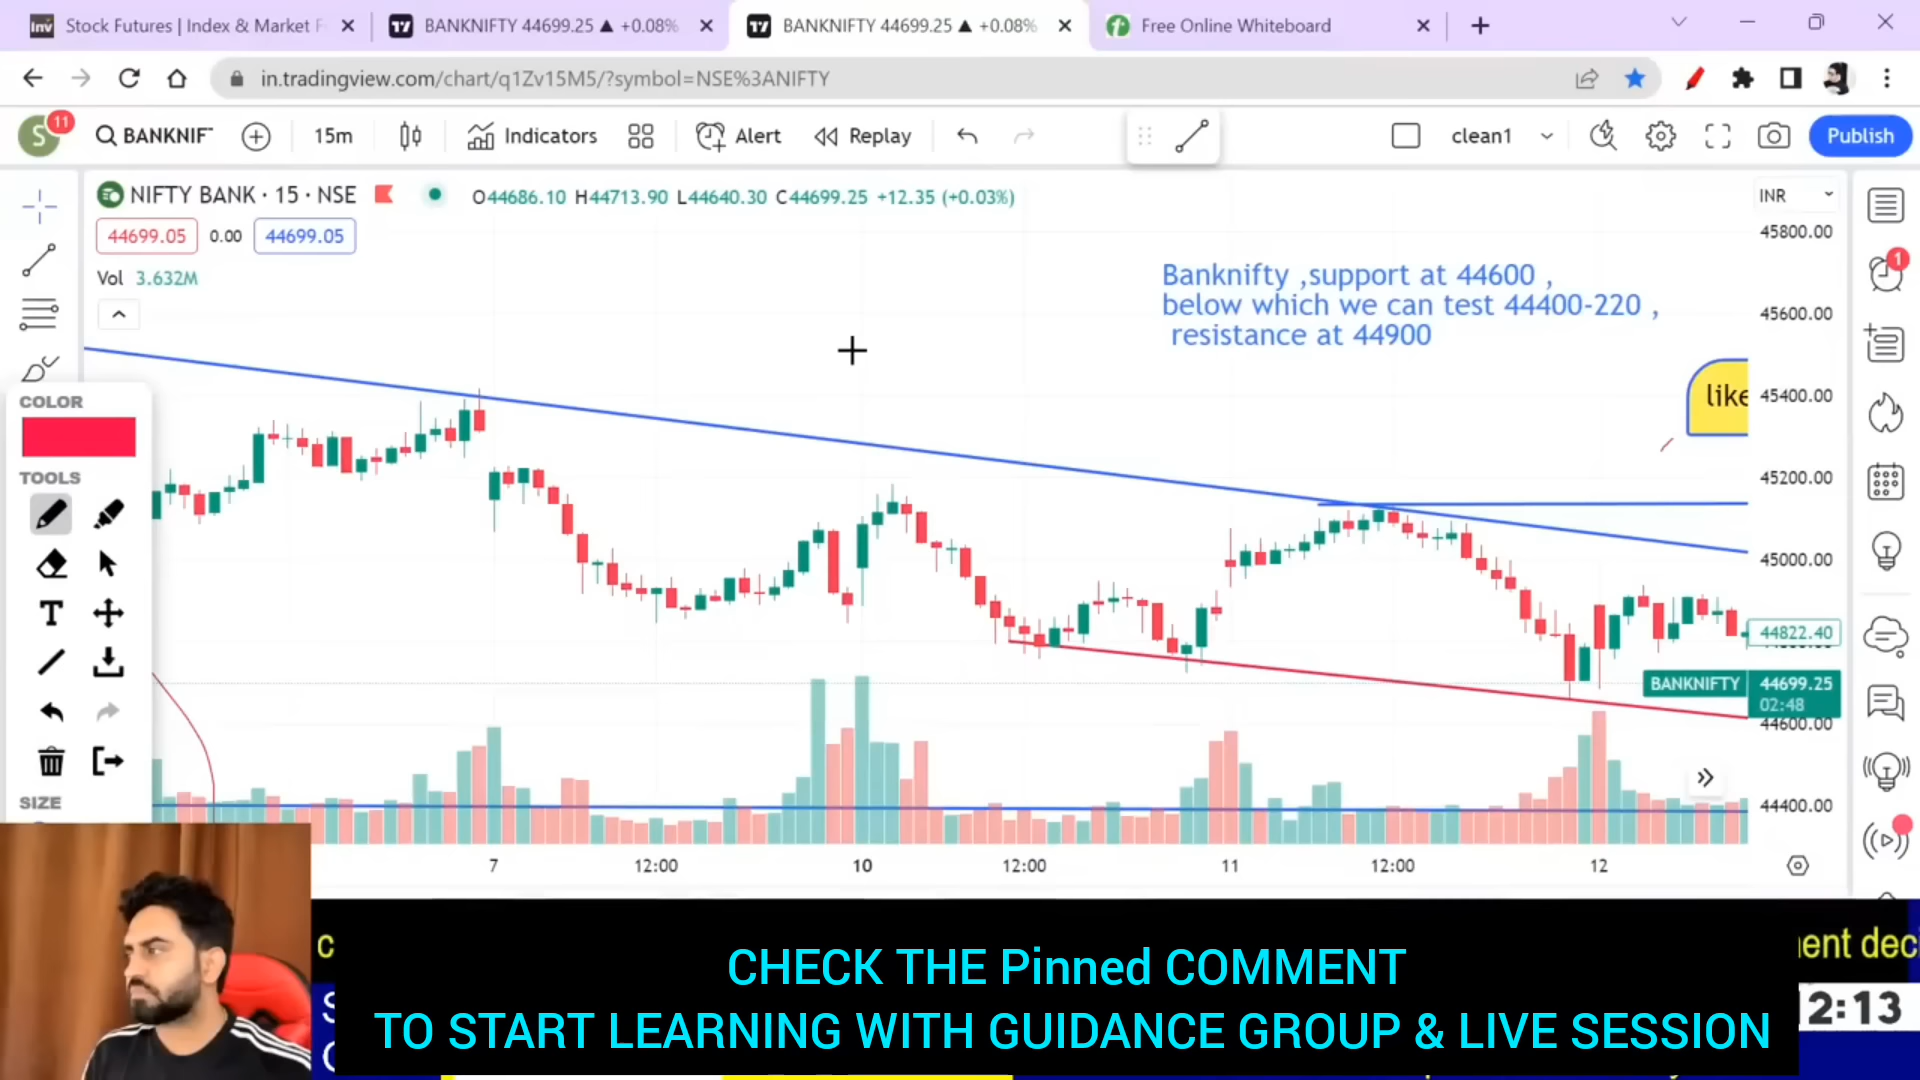 Stock Futures | Index & Market F
BANKNIFTY 44699.25 ▲ +0.08%
BANKNIFTY 44699.25 ▲ +0.08%
Free Online Whiteboard
in.tradingview.com/chart/q1Zv15M5/?symbol=NSE%3ANIFTY
S
11
BANKNIF
15m
Indicators
Alert
Replay
clean1
Publish
NIFTY BANK · 15 · NSE
O44686.10 H44713.90 L44640.30 C44699.25 +12.35 (+0.03%)
INR
44699.05
0.00
44699.05
Vol 3.632M
Banknifty ,support at 44600 ,
below which we can test 44400-220 ,
resistance at 44900
like
45800.00
45600.00
45400.00
45200.00
45000.00
44822.40
BANKNIFTY
44699.25
02:48
44600.00
44400.00
1
COLOR
TOOLS
T
SIZE
7
12:00
10
12:00
11
12:00
12
CHECK THE Pinned COMMENT
TO START LEARNING WITH GUIDANCE GROUP & LIVE SESSION
2:13